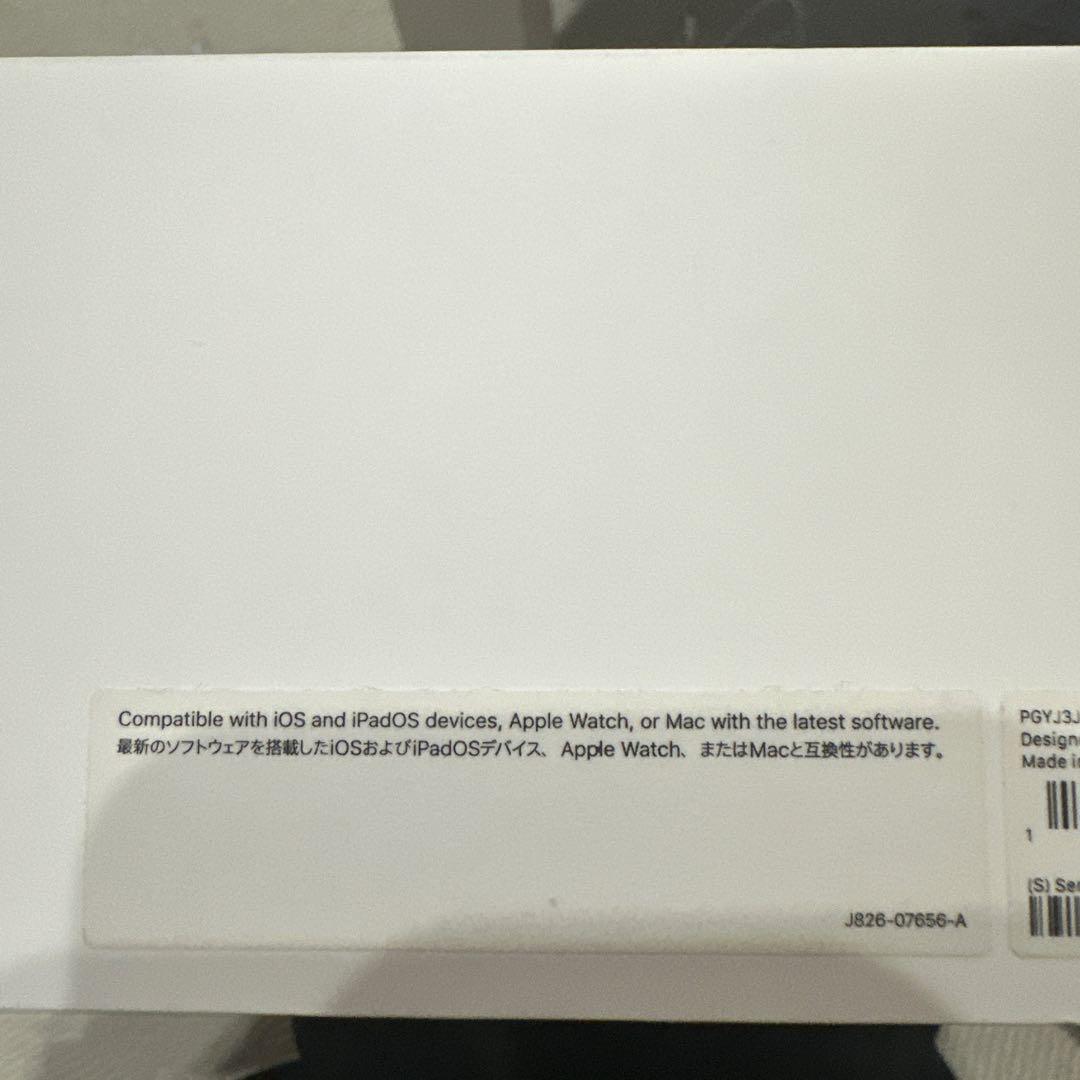 Compatible with iOS and iPadOS devices, Apple Watch, or Mac with the latest software.
最新のソフトウェアを搭載したiOSおよびiPadOSデバイス、Apple Watch、またはMacと互換性があります。
J826-07656-A
PGYJ3J
Design
Made in
1
(S) Ser